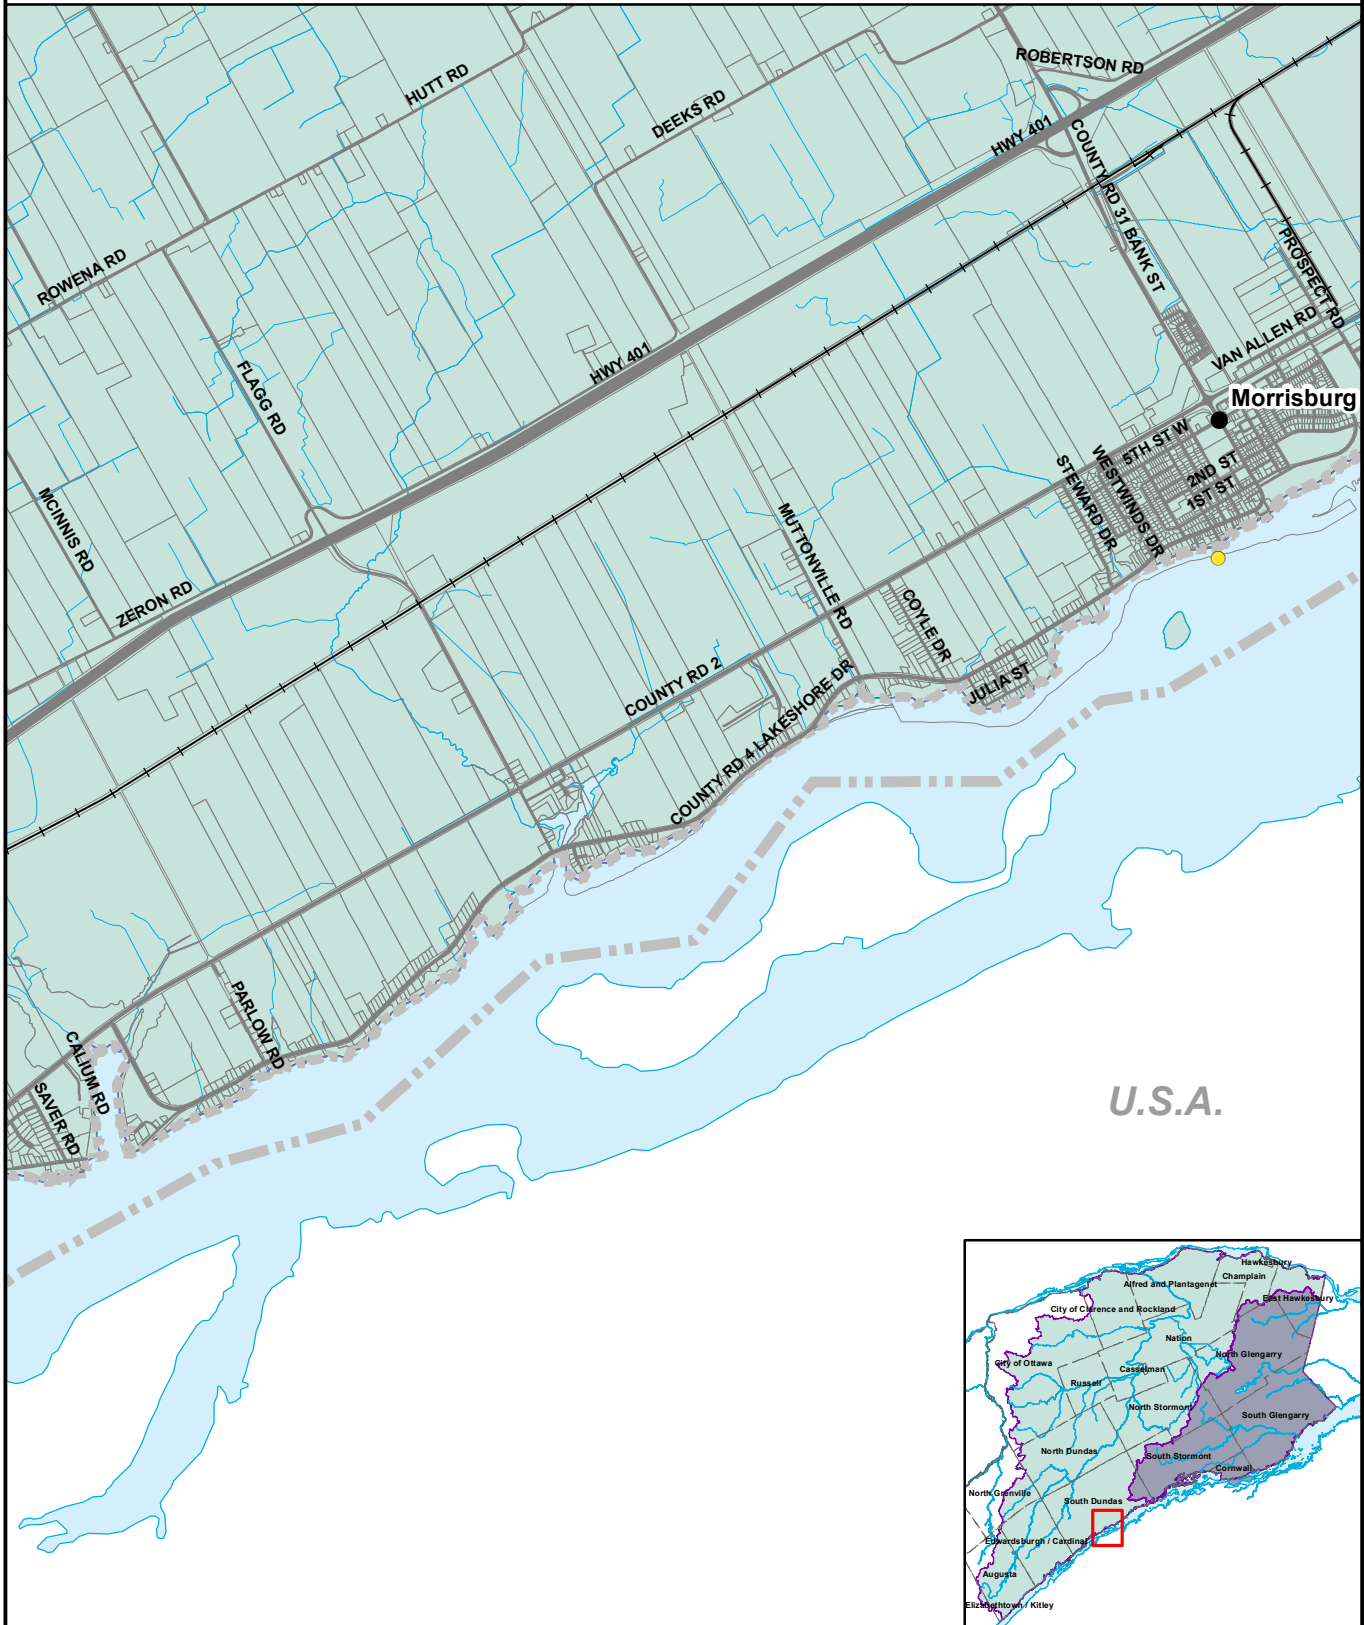 ROBERTSON RD
HUTT RD
DEEKS RD
HWY 401
COUNTY RD 31 BANK ST
PROSPECT RD
ROWENA RD
VAN ALLEN RD
HWY 401
FLAGG RD
Morrisburg
5TH ST W
WESTWINDS DR
2ND ST
1ST ST
STEWARD DR
MCINNIS RD
MUTTONVILLE RD
ZERON RD
COYLE DR
COUNTY RD 2
JULIA ST
COUNTY RD 4 LAKESHORE DR
PARLOW RD
CALIUM RD
SAVER RD
U.S.A.
Hawkesbury
Champlain
Alfred and Plantagenet
East Hawkesbury
City of Clarence and Rockland
Nation
North Glengarry
City of Ottawa
Casselman
Russell
North Stormont
South Glengarry
North Dundas
South Stormont
Cornwall
North Grenville
South Dundas
Edwardsburgh / Cardinal
Augusta
Elizabethtown / Kitley